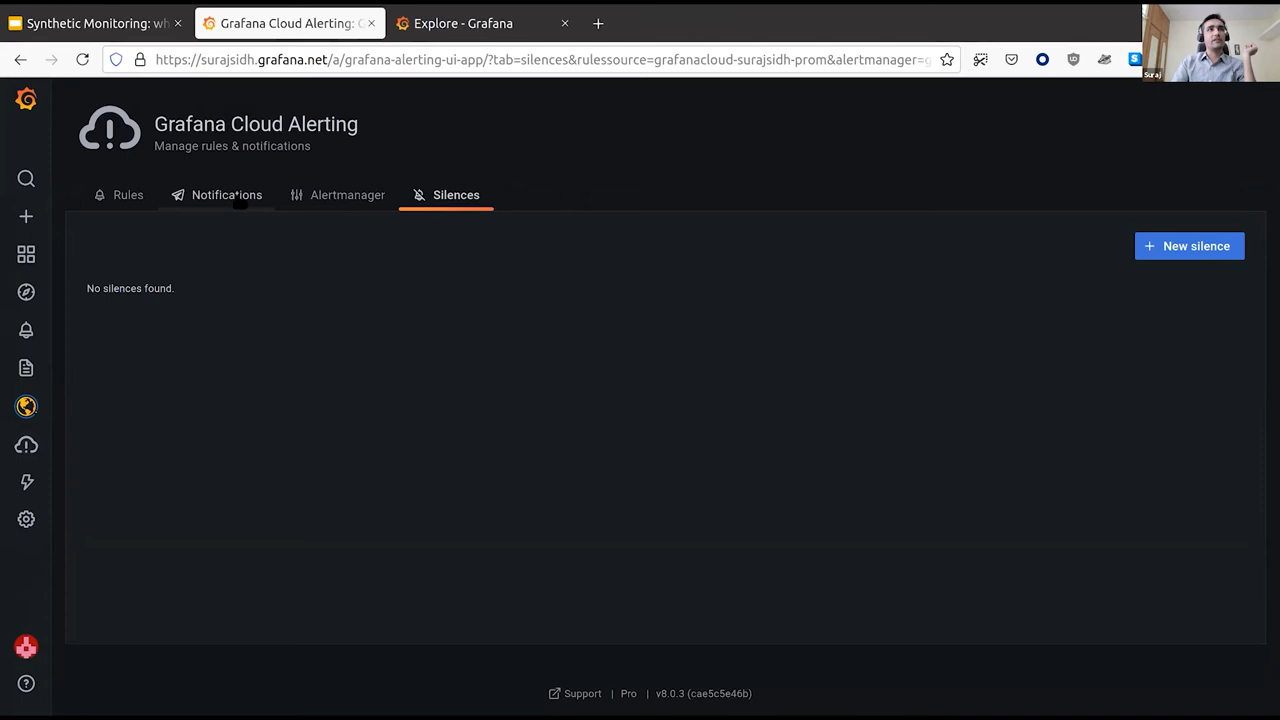 Synthetic Monitoring: wh
Grafana Cloud Alerting: G
Explore - Grafana
https://surajsidh.grafana.net/a/grafana-alerting-ui-app/?tab=silences&rulessource=grafanacloud-surajsidh-prom&alertmanager=g
Suraj
Grafana Cloud Alerting
Manage rules & notifications
Rules
Notifications
Alertmanager
Silences
+ New silence
No silences found.
Support | Pro | v8.0.3 (cae5c5e46b)